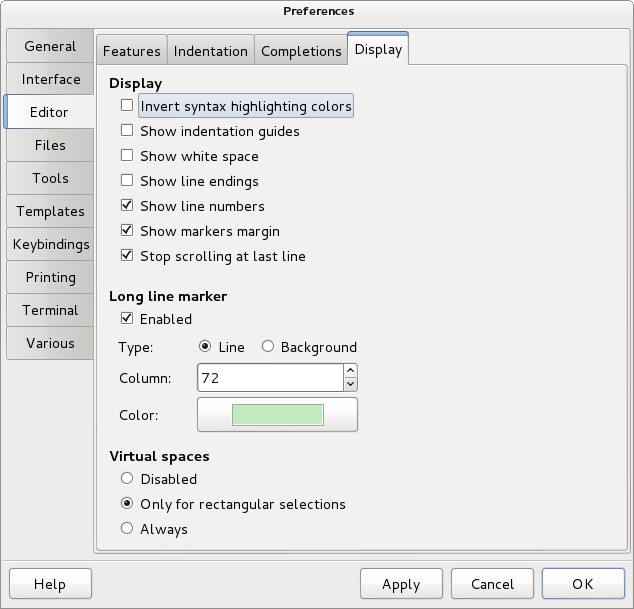 Preferences
General
Interface
Editor
Files
Tools
Templates
Keybindings
Printing
Terminal
Various
Features Indentation Completions Display
Display
Invert syntax highlighting colors
Show indentation guides
Show white space
Show line endings
Show line numbers
Show markers margin
Stop scrolling at last line
Long line marker
Enabled
Type: Line Background
Column: 72
Color:
Virtual spaces
Disabled
Only for rectangular selections
Always
Help Apply Cancel OK